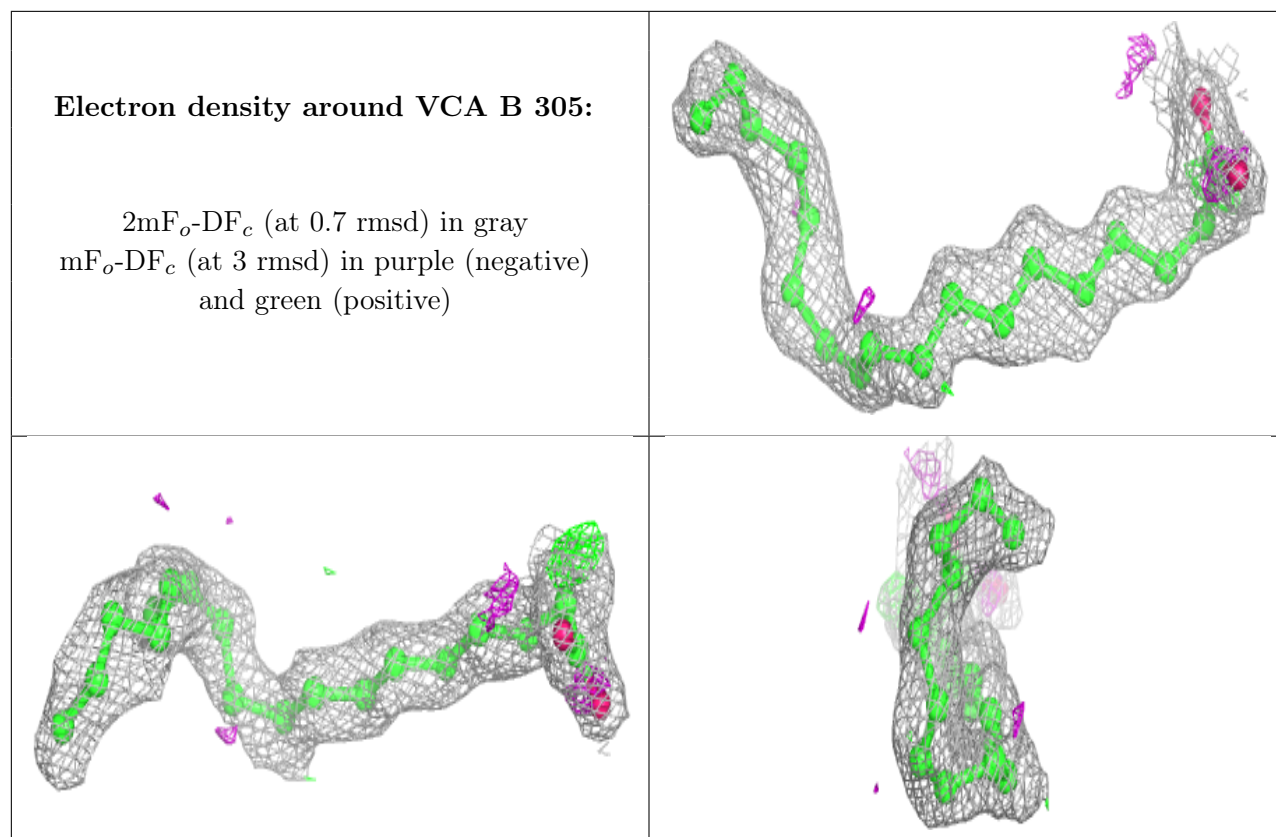 Electron density around VCA B 305:
2mFo-DFc (at 0.7 rmsd) in gray
mFo-DFc (at 3 rmsd) in purple (negative)
and green (positive)